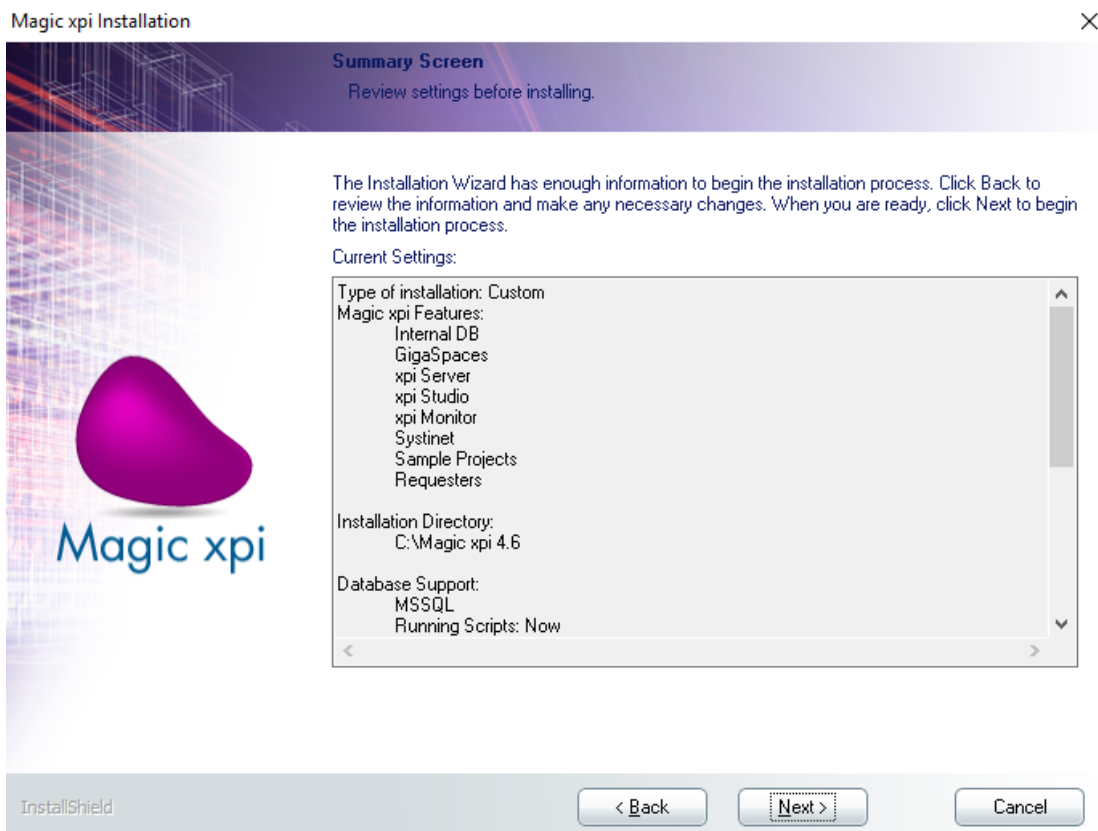 Magic xpi Installation
Summary Screen
Review settings before installing.
The Installation Wizard has enough information to begin the installation process. Click Back to
review the information and make any necessary changes. When you are ready, click Next to begin
the installation process.
Current Settings:
Type of installation: Custom
Magic xpi Features:
Internal DB
GigaSpaces
xpi Server
xpi Studio
xpi Monitor
Systinet
Sample Projects
Requesters
Installation Directory:
C:\Magic xpi 4.6
Database Support:
MSSQL
Running Scripts: Now
Magic xpi
InstallShield
< Back
Next >
Cancel